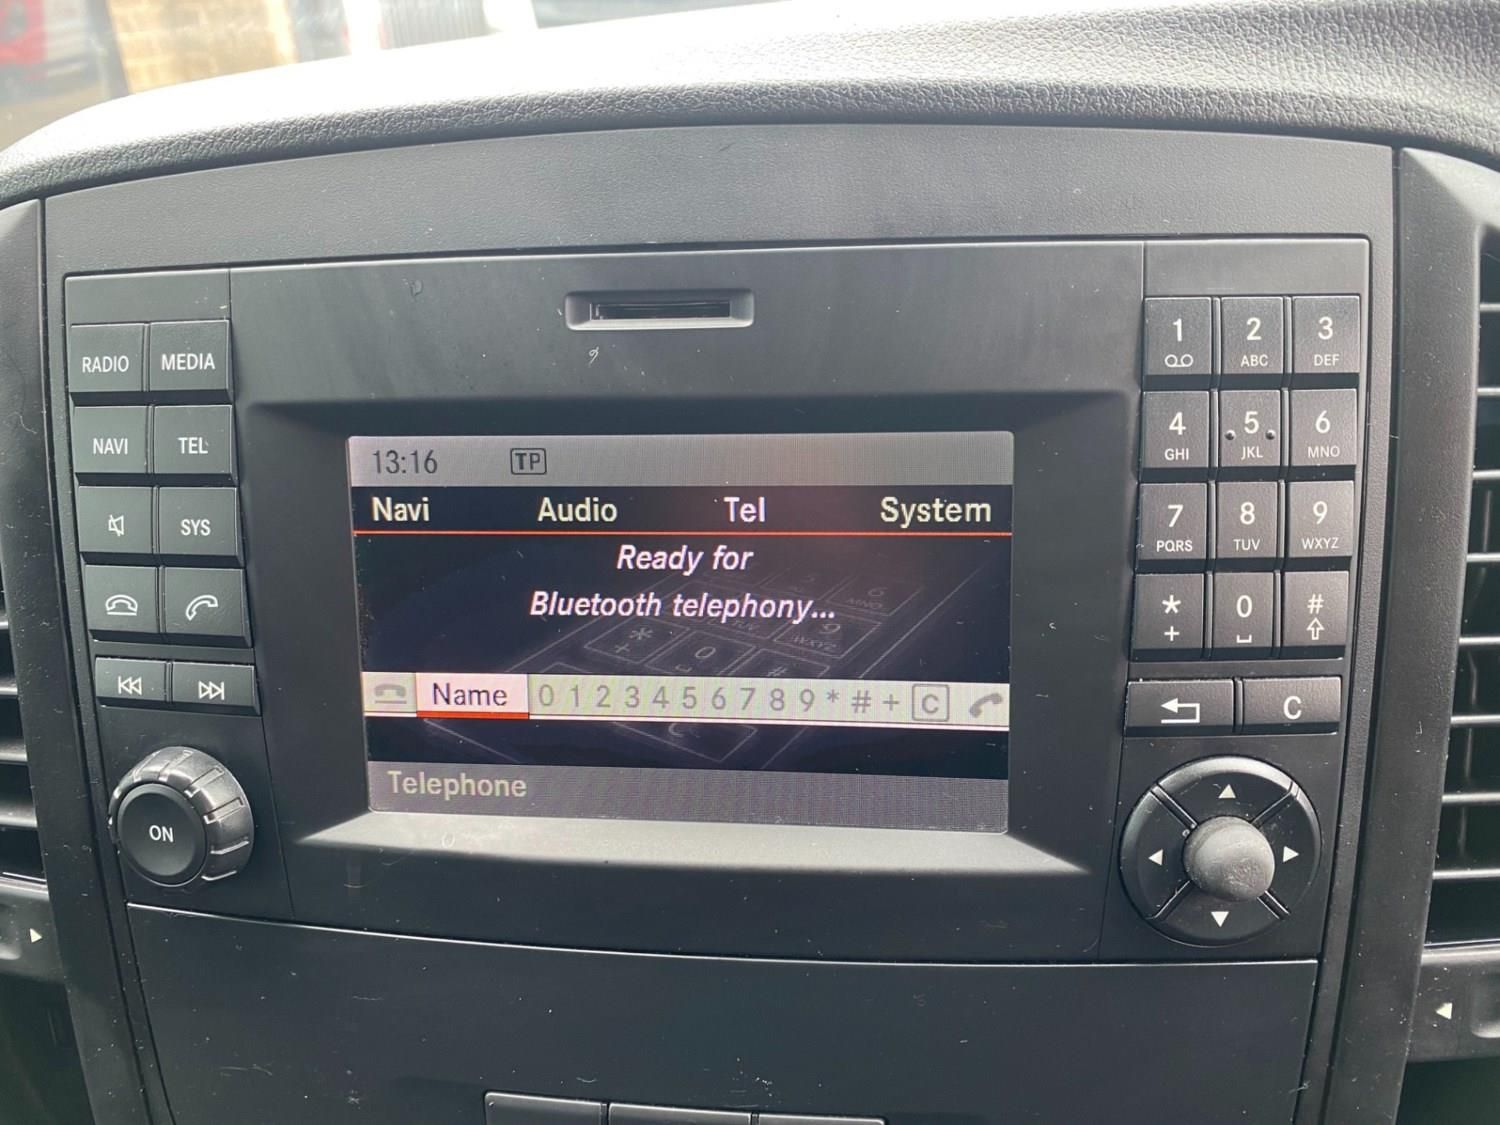 RADIO MEDIA
NAVI TEL
SYS
ON
13:16 TP
Navi Audio Tel System
Ready for
Bluetooth telephony...
Name 0 1 2 3 4 5 6 7 8 9 * # + C
Telephone
1 2 3
ABC DEF
4 5 6
GHI JKL MNO
7 8 9
PQRS TUV WXYZ
* 0 #
+
C